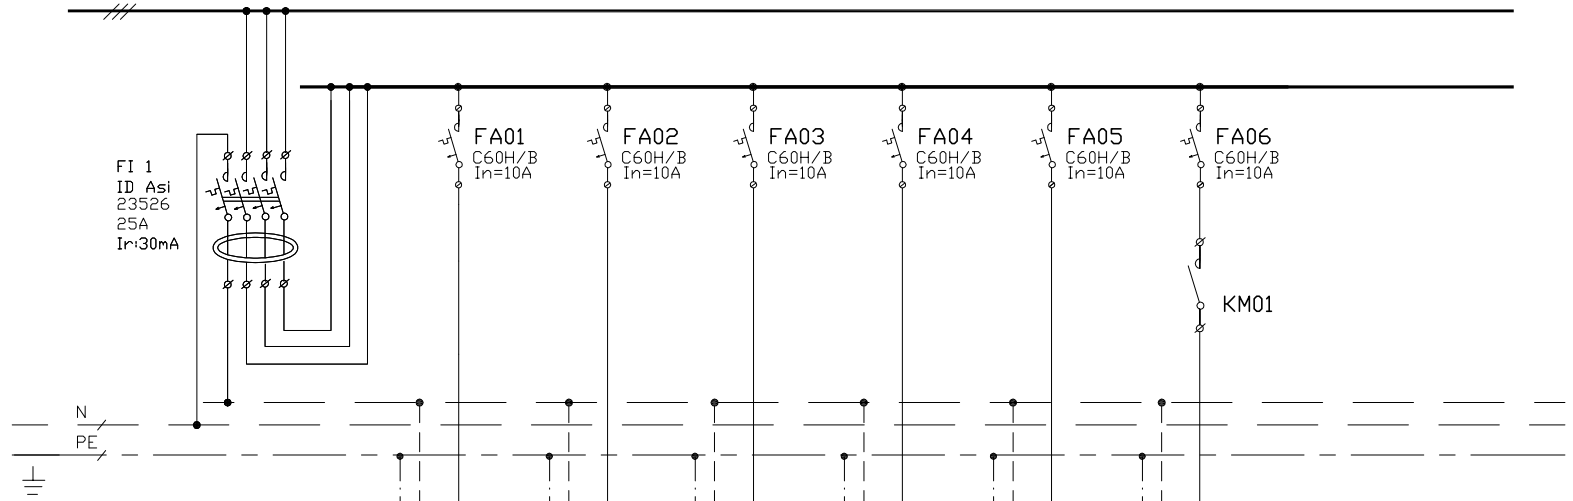 FI 1
ID Asi
23526
25A
Ir:30mA
FA01
C60H/B
In=10A
FA02
C60H/B
In=10A
FA03
C60H/B
In=10A
FA04
C60H/B
In=10A
FA05
C60H/B
In=10A
FA06
C60H/B
In=10A
KM01
N
PE